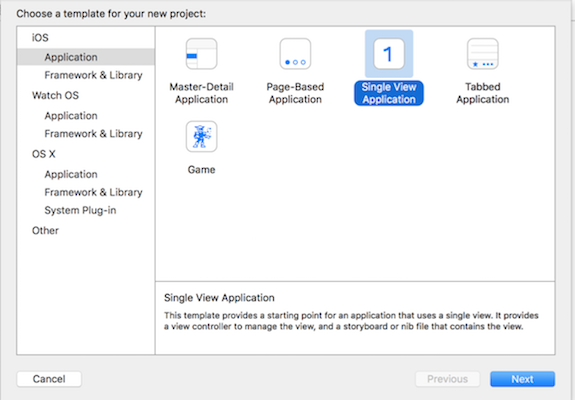 Choose a template for your new project:
iOS
Application
Framework & Library
Watch OS
Application
Framework & Library
OS X
Application
Framework & Library
System Plug-in
Other
Master-Detail
Application
Page-Based
Application
1
Single View
Application
Tabbed
Application
Game
Single View Application
This template provides a starting point for an application that uses a single view. It provides
a view controller to manage the view, and a storyboard or nib file that contains the view.
Cancel
Previous
Next